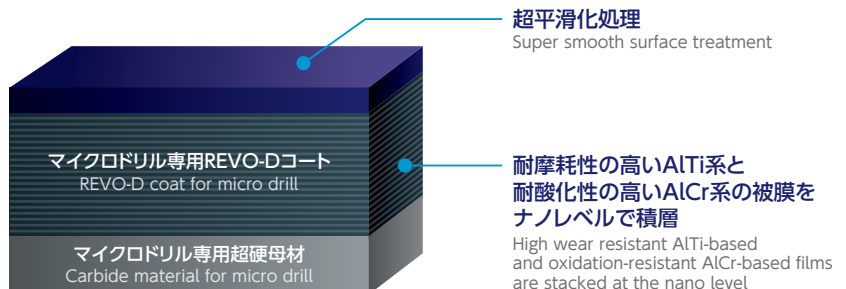 超平滑化処理
Super smooth surface treatment
マイクロドリル専用REVO-Dコート
REVO-D coat for micro drill
耐摩耗性の高いAlTi系と
耐酸化性の高いAlCr系の被膜を
ナノレベルで積層
High wear resistant AlTi-based
and oxidation-resistant AlCr-based films
are stacked at the nano level
マイクロドリル専用超硬母材
Carbide material for micro drill